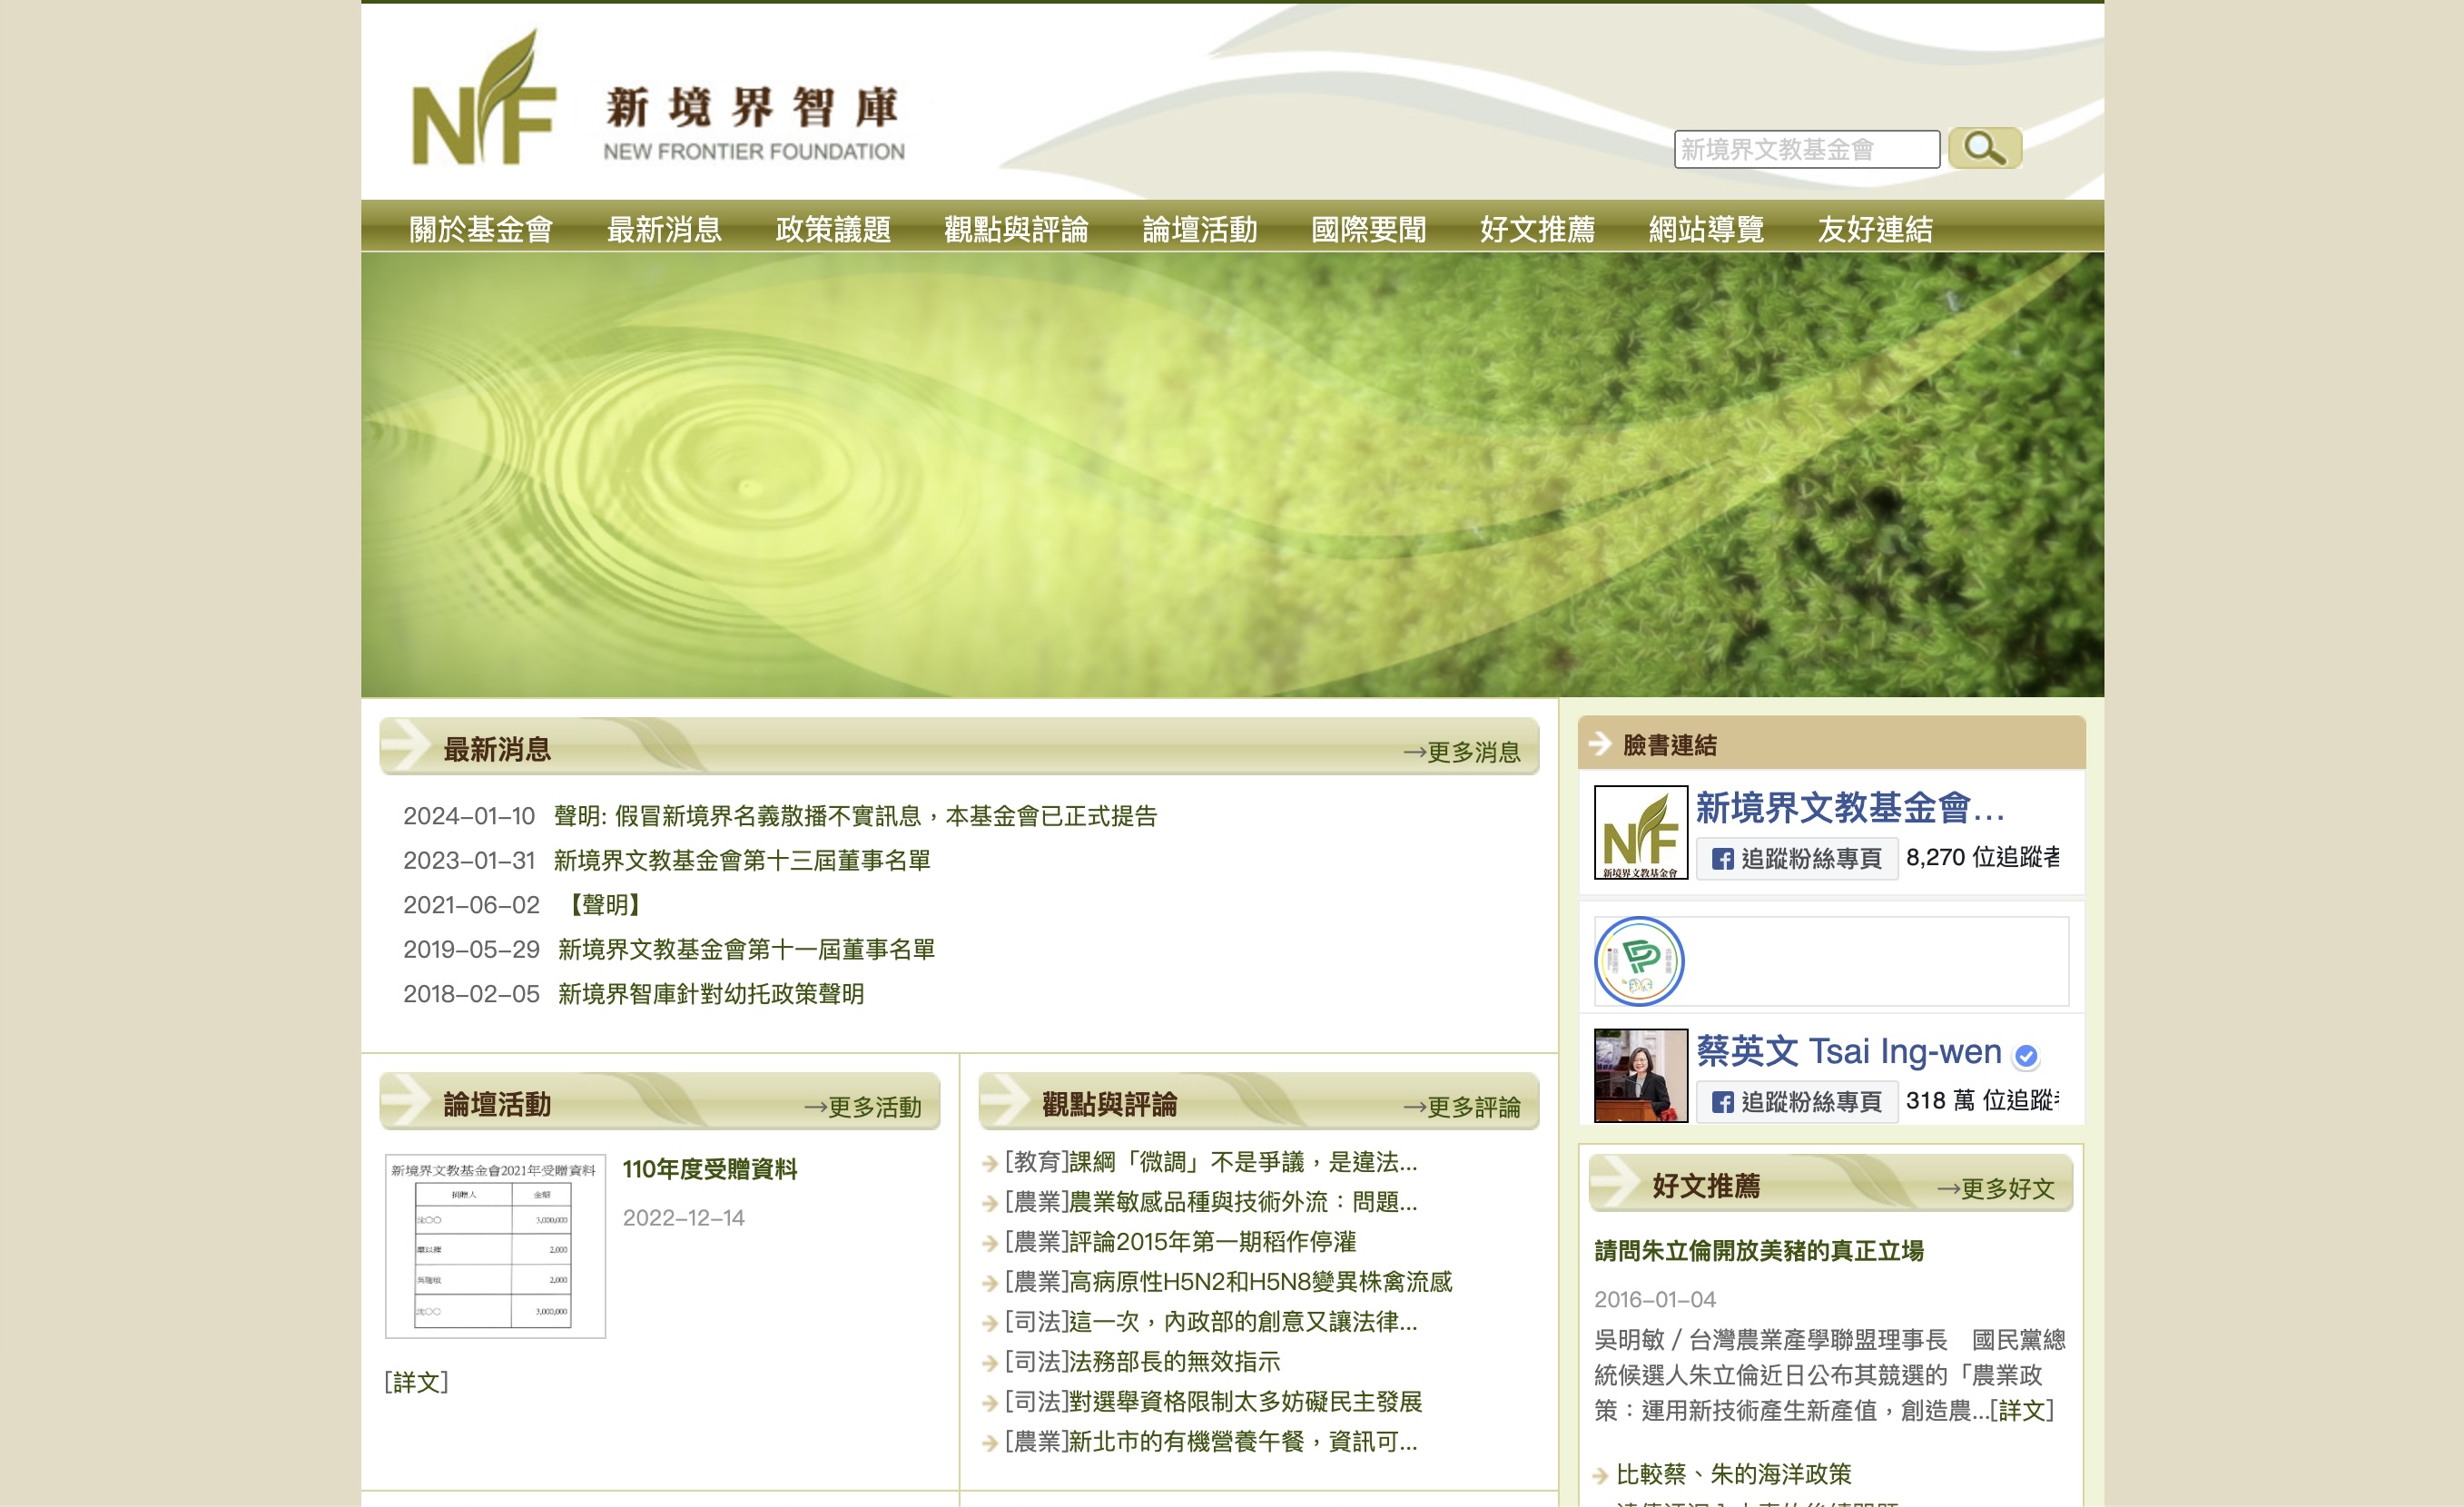 NF
新境界智庫
NEW FRONTIER FOUNDATION
新境界文教基金會
關於基金會 最新消息 政策議題 觀點與評論 論壇活動 國際要聞 好文推薦 網站導覽 友好連結
最新消息
→更多消息
2024-01-10 聲明: 假冒新境界名義散播不實訊息，本基金會已正式提告
2023-01-31 新境界文教基金會第十三屆董事名單
2021-06-02 【聲明】
2019-05-29 新境界文教基金會第十一屆董事名單
2018-02-05 新境界智庫針對幼托政策聲明
論壇活動
→更多活動
新境界文教基金會2021年受贈資料
捐贈人 金額
3,000,000
2,000
2,000
3,000,000
110年度受贈資料
2022-12-14
[詳文]
觀點與評論
→更多評論
[教育]課綱「微調」不是爭議，是違法...
[農業]農業敏感品種與技術外流：問題...
[農業]評論2015年第一期稻作停灌
[農業]高病原性H5N2和H5N8變異株禽流感
[司法]這一次，內政部的創意又讓法律...
[司法]法務部長的無效指示
[司法]對選舉資格限制太多妨礙民主發展
[農業]新北市的有機營養午餐，資訊可...
臉書連結
NF
新境界文教基金會
新境界文教基金會...
追蹤粉絲專頁
8,270 位追蹤者
蔡英文 Tsai Ing-wen
追蹤粉絲專頁
318 萬 位追蹤
好文推薦
→更多好文
請問朱立倫開放美豬的真正立場
2016-01-04
吳明敏 / 台灣農業產學聯盟理事長　國民黨總
統候選人朱立倫近日公布其競選的「農業政
策：運用新技術產生新產值，創造農...[詳文]
比較蔡、朱的海洋政策